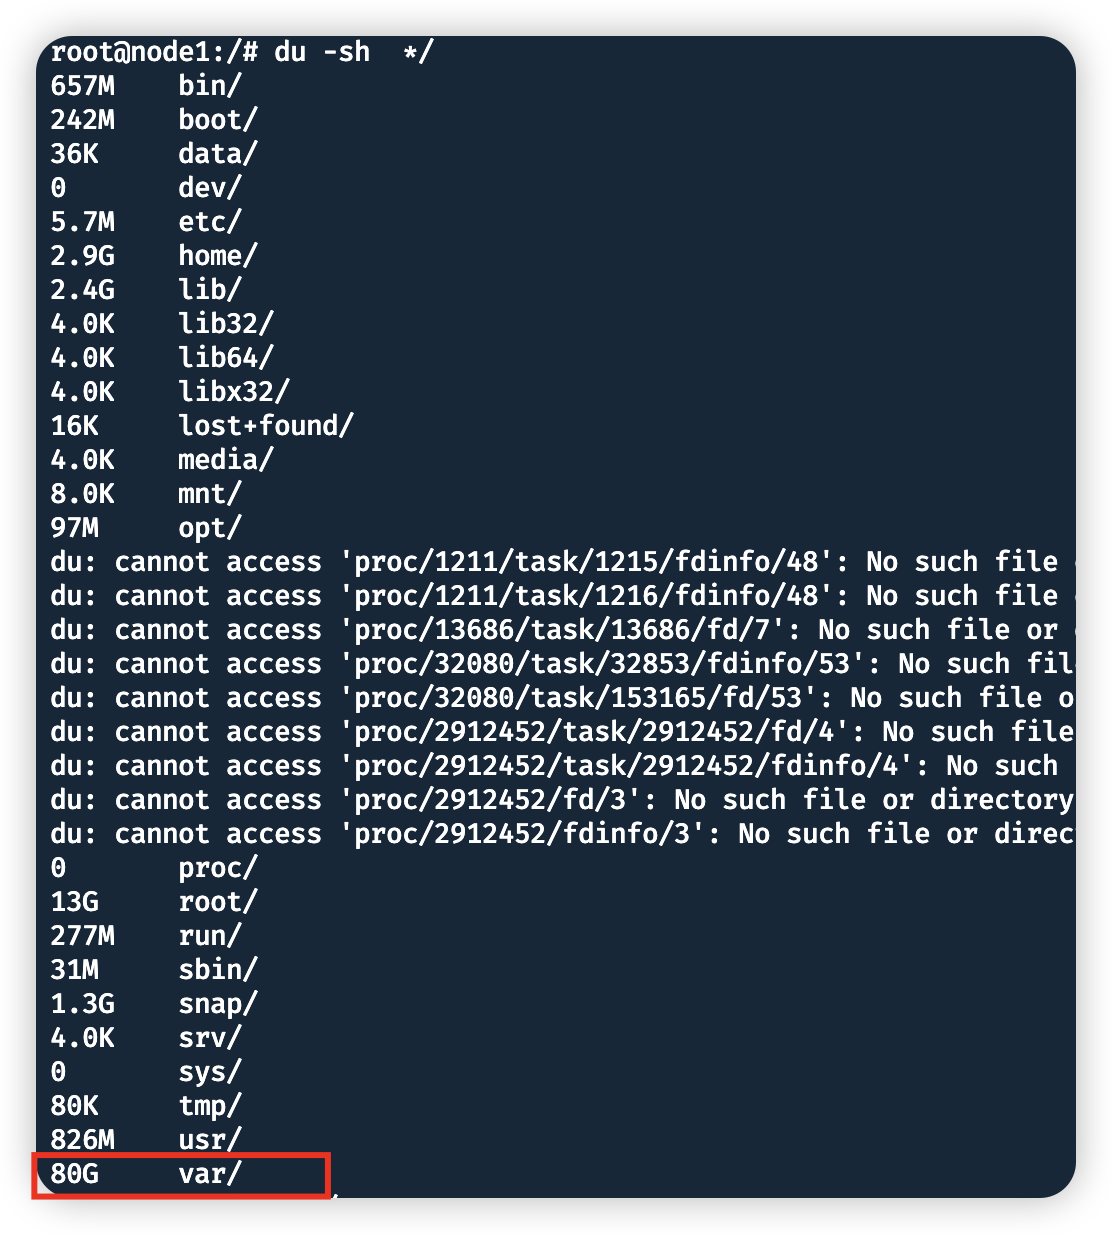 root@node1:/# du -sh  */
657M    bin/
242M    boot/
36K     data/
0       dev/
5.7M    etc/
2.9G    home/
2.4G    lib/
4.0K    lib32/
4.0K    lib64/
4.0K    libx32/
16K     lost+found/
4.0K    media/
8.0K    mnt/
97M     opt/
du: cannot access 'proc/1211/task/1215/fdinfo/48': No such file
du: cannot access 'proc/1211/task/1216/fdinfo/48': No such file
du: cannot access 'proc/13686/task/13686/fd/7': No such file or
du: cannot access 'proc/32080/task/32853/fdinfo/53': No such fil
du: cannot access 'proc/32080/task/153165/fd/53': No such file o
du: cannot access 'proc/2912452/task/2912452/fd/4': No such file
du: cannot access 'proc/2912452/task/2912452/fdinfo/4': No such
du: cannot access 'proc/2912452/fd/3': No such file or directory
du: cannot access 'proc/2912452/fdinfo/3': No such file or direc
0       proc/
13G     root/
277M    run/
31M     sbin/
1.3G    snap/
4.0K    srv/
0       sys/
80K     tmp/
826M    usr/
80G     var/